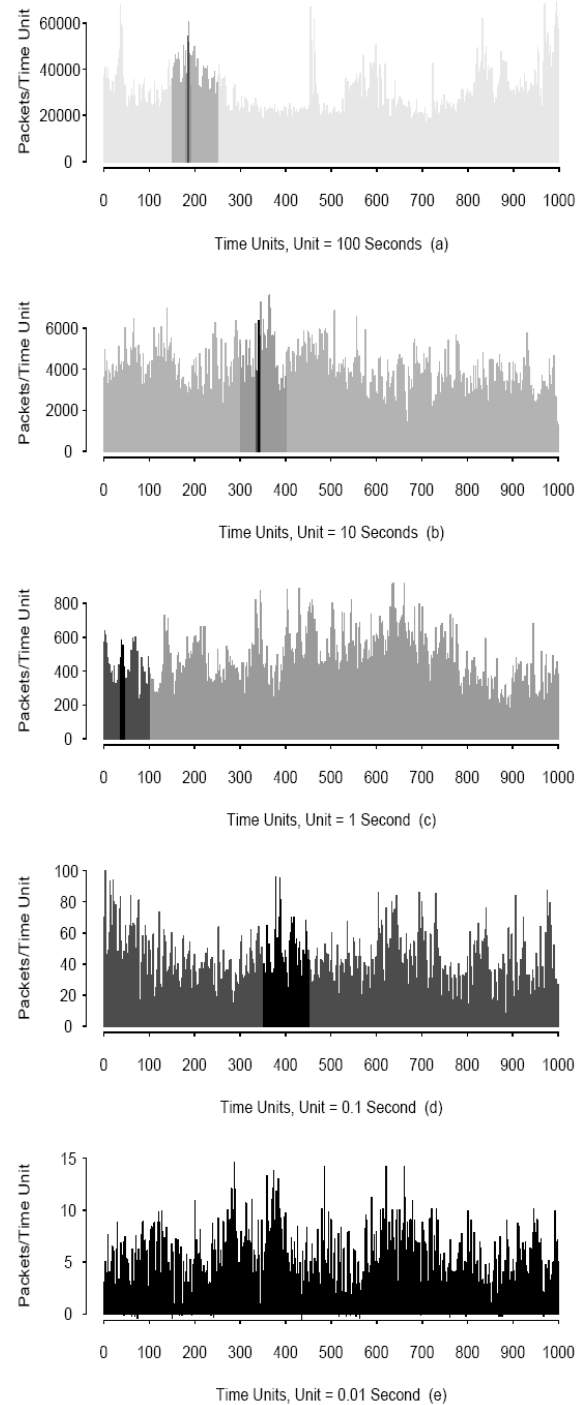 Packets/Time Unit
60000
40000
20000
0
0 100 200 300 400 500 600 700 800 900 1000
Time Units, Unit = 100 Seconds (a)
Packets/Time Unit
6000
4000
2000
0
0 100 200 300 400 500 600 700 800 900 1000
Time Units, Unit = 10 Seconds (b)
Packets/Time Unit
800
600
400
200
0
0 100 200 300 400 500 600 700 800 900 1000
Time Units, Unit = 1 Second (c)
Packets/Time Unit
100
80
60
40
20
0
0 100 200 300 400 500 600 700 800 900 1000
Time Units, Unit = 0.1 Second (d)
Packets/Time Unit
15
10
5
0
0 100 200 300 400 500 600 700 800 900 1000
Time Units, Unit = 0.01 Second (e)